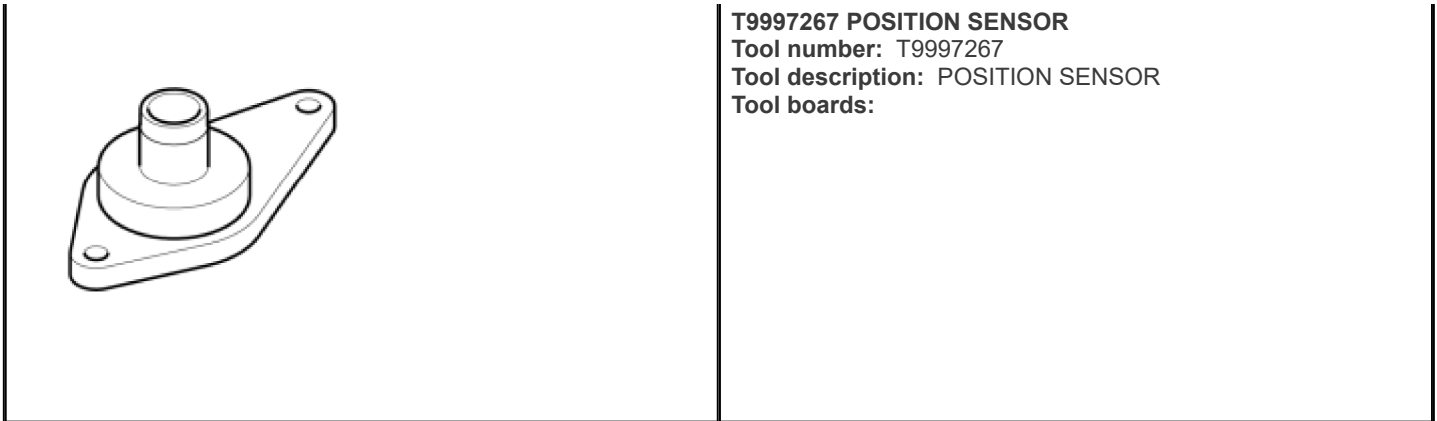 T9997267 POSITION SENSOR
Tool number: T9997267
Tool description: POSITION SENSOR
Tool boards: